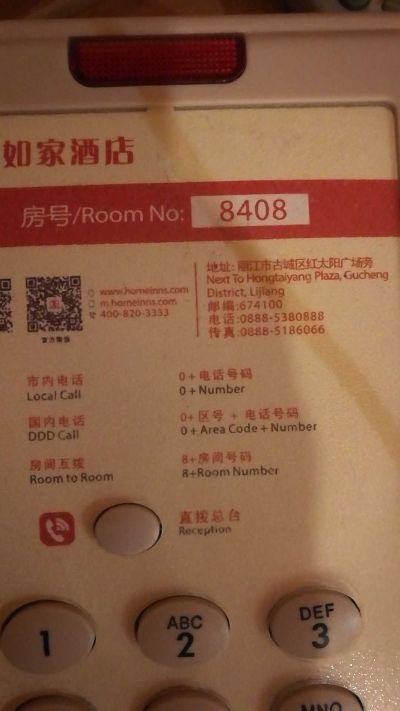 如家酒店
房号/Room No: 8408
www.homeinns.com
m.homeinns.com
400-820-3333
官方微信
地址: 丽江市古城区红太阳广场旁
Next To Hongtaiyang Plaza, Gucheng
District, Lijiang
邮编:674100
电话:0888-5380888
传真:0888-5186066
市内电话 0+电话号码
Local Call 0+Number
国内电话 0+区号 + 电话号码
DDD Call 0+Area Code+Number
房间互拨 8+房间号码
Room to Room 8+Room Number
直拨总台
Reception
1
ABC
2
DEF
3
MNO